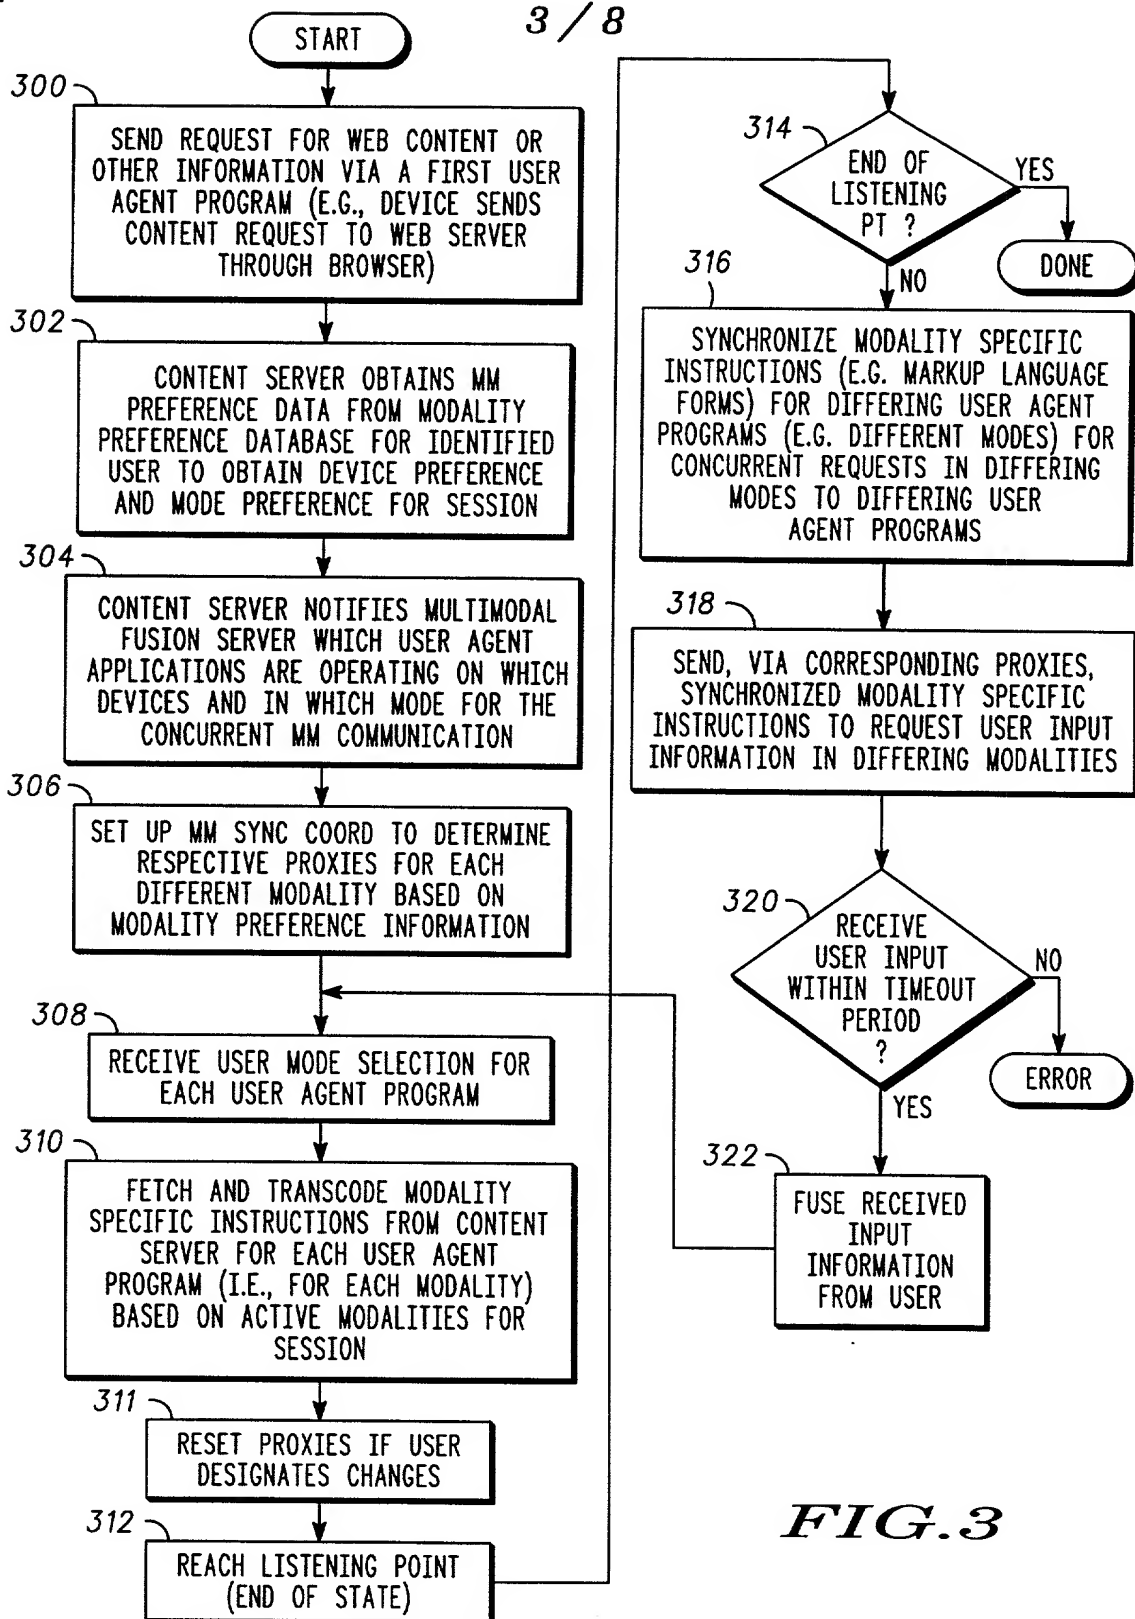 3/8
START
300
SEND REQUEST FOR WEB CONTENT OR
OTHER INFORMATION VIA A FIRST USER
AGENT PROGRAM (E.G., DEVICE SENDS
CONTENT REQUEST TO WEB SERVER
THROUGH BROWSER)
302
CONTENT SERVER OBTAINS MM
PREFERENCE DATA FROM MODALITY
PREFERENCE DATABASE FOR IDENTIFIED
USER TO OBTAIN DEVICE PREFERENCE
AND MODE PREFERENCE FOR SESSION
304
CONTENT SERVER NOTIFIES MULTIMODAL
FUSION SERVER WHICH USER AGENT
APPLICATIONS ARE OPERATING ON WHICH
DEVICES AND IN WHICH MODE FOR THE
CONCURRENT MM COMMUNICATION
306
SET UP MM SYNC COORD TO DETERMINE
RESPECTIVE PROXIES FOR EACH
DIFFERENT MODALITY BASED ON
MODALITY PREFERENCE INFORMATION
308
RECEIVE USER MODE SELECTION FOR
EACH USER AGENT PROGRAM
310
FETCH AND TRANSCODE MODALITY
SPECIFIC INSTRUCTIONS FROM CONTENT
SERVER FOR EACH USER AGENT
PROGRAM (I.E., FOR EACH MODALITY)
BASED ON ACTIVE MODALITIES FOR
SESSION
311
RESET PROXIES IF USER
DESIGNATES CHANGES
312
REACH LISTENING POINT
(END OF STATE)
314
END OF
LISTENING
PT ?
YES
DONE
NO
316
SYNCHRONIZE MODALITY SPECIFIC
INSTRUCTIONS (E.G. MARKUP LANGUAGE
FORMS) FOR DIFFERING USER AGENT
PROGRAMS (E.G. DIFFERENT MODES) FOR
CONCURRENT REQUESTS IN DIFFERING
MODES TO DIFFERING USER
AGENT PROGRAMS
318
SEND, VIA CORRESPONDING PROXIES,
SYNCHRONIZED MODALITY SPECIFIC
INSTRUCTIONS TO REQUEST USER INPUT
INFORMATION IN DIFFERING MODALITIES
320
RECEIVE
USER INPUT
WITHIN TIMEOUT
PERIOD
?
NO
ERROR
YES
322
FUSE RECEIVED
INPUT
INFORMATION
FROM USER
FIG.3